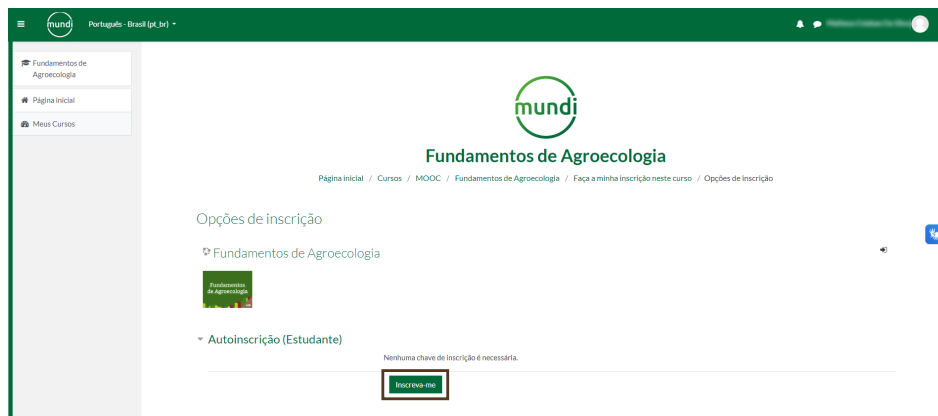 mundi
Português - Brasil (pt_br)
Fundamentos de
Agroecologia
Página inicial
Meus Cursos
mundi
Fundamentos de Agroecologia
Página inicial / Cursos / MOOC / Fundamentos de Agroecologia / Faça a minha inscrição neste curso / Opções de inscrição
Opções de inscrição
Fundamentos de Agroecologia
Fundamentos
de Agroecologia
Autoinscrição (Estudante)
Nenhuma chave de inscrição é necessária.
Inscreva-me